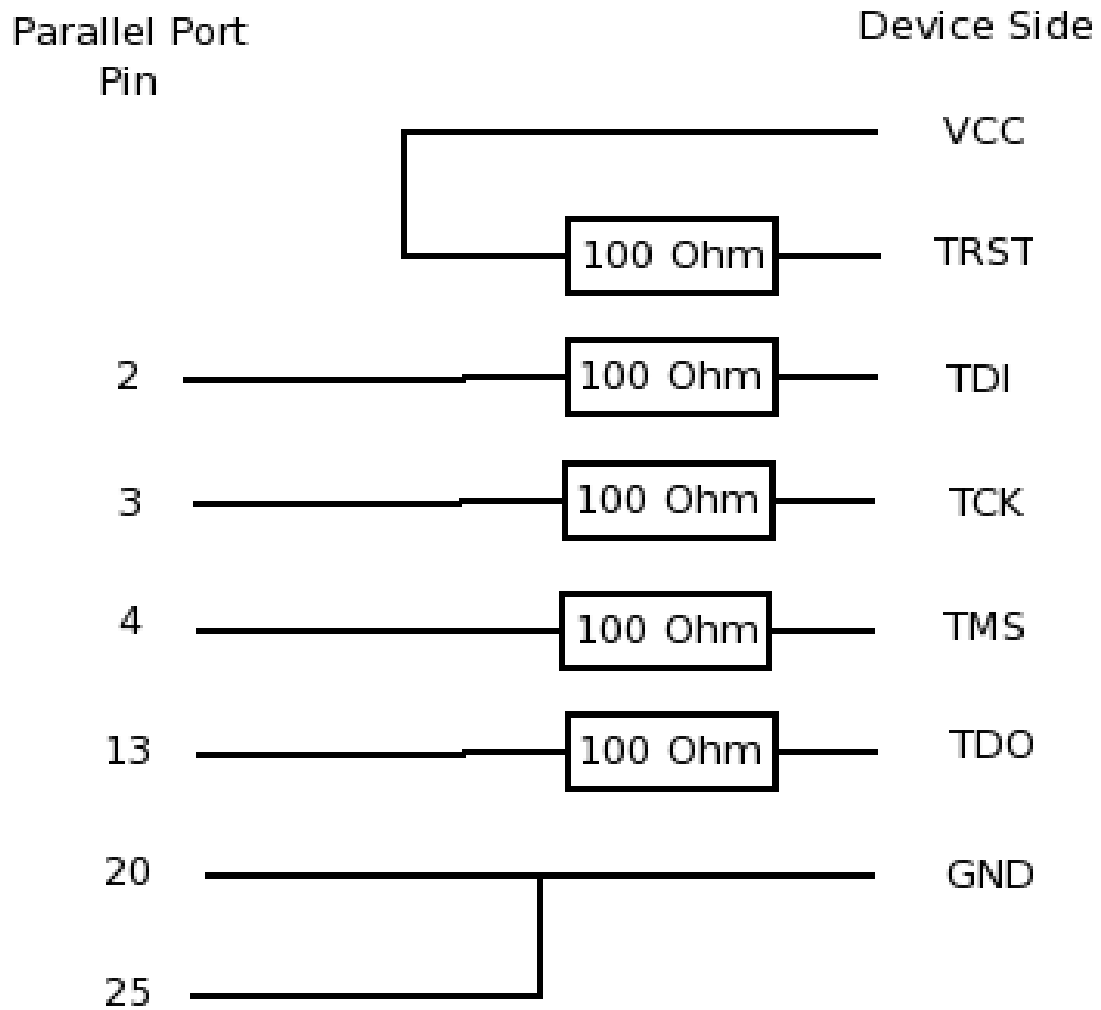 Parallel Port
Pin
Device Side
VCC
100 Ohm
TRST
2
100 Ohm
TDI
3
100 Ohm
TCK
4
100 Ohm
TMS
13
100 Ohm
TDO
20
GND
25